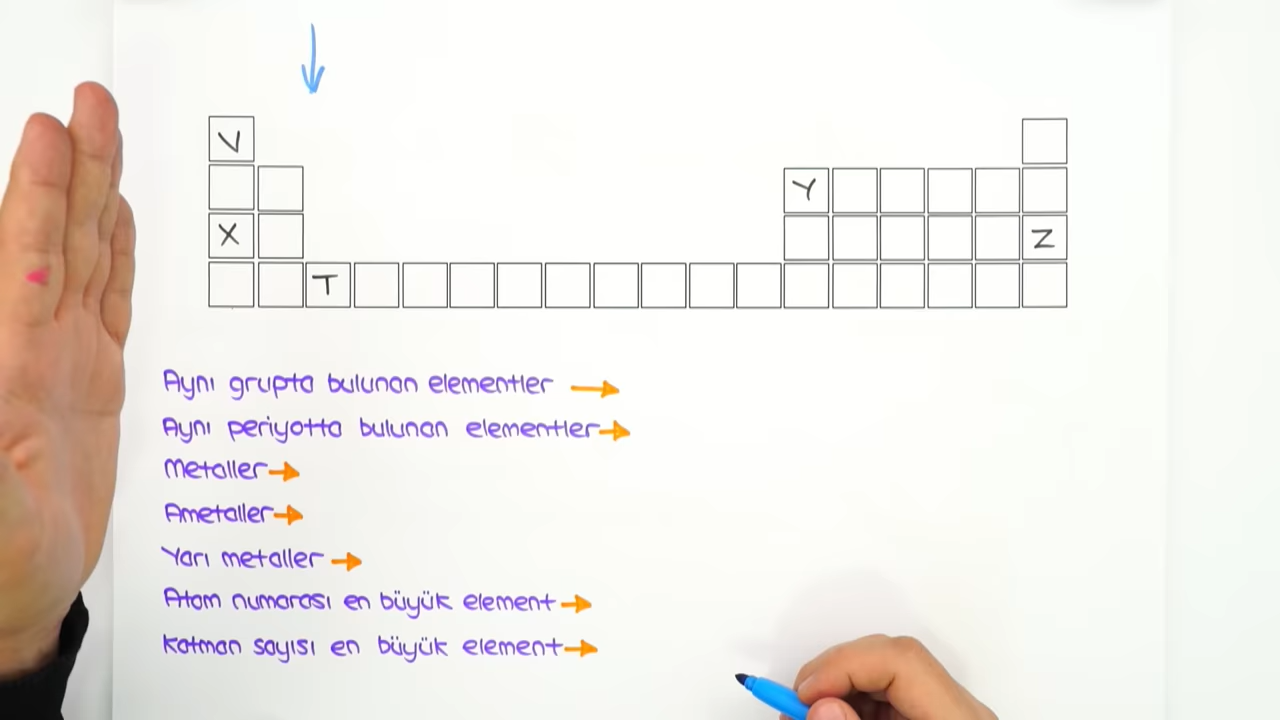 V
Y
X Z
T
Aynı grupta bulunan elementler
Aynı periyotta bulunan elementler
Metaller
Ametaller
Yarı metaller
Atom numarası en büyük element
Katman sayısı en büyük element